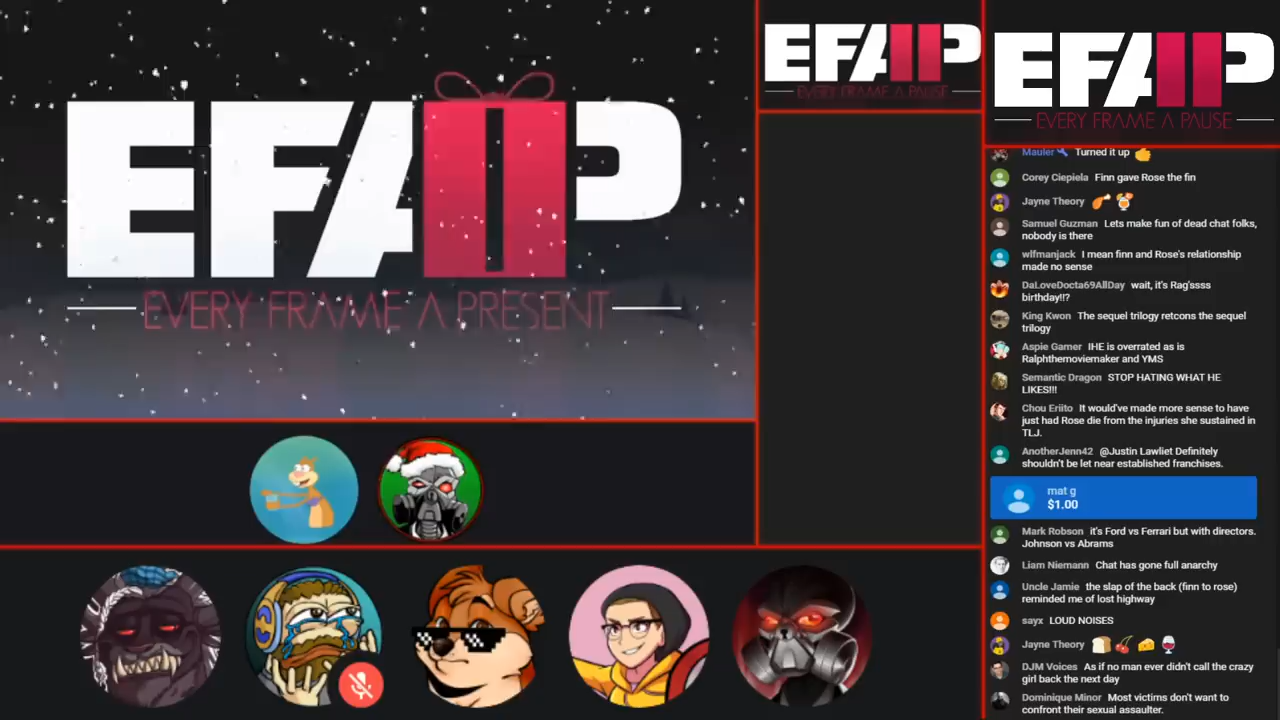 EFAP
EVERY FRAME A PRESENT
EFAP
EVERY FRAME A PAUSE
EFAP
EVERY FRAME A PAUSE
Mauler Turned it up
Corey Ciepiela Finn gave Rose the fin
Jayne Theory
Samuel Guzman Lets make fun of dead chat folks,
nobody is there
wlfmanjack I mean finn and Rose's relationship
made no sense
DaLoveDocta69AllDay wait, it's Rag'ssss
birthday!!?
King Kwon The sequel trilogy retcons the sequel
trilogy
Aspie Gamer IHE is overrated as is
Ralphthemoviemaker and YMS
Semantic Dragon STOP HATING WHAT HE
LIKES!!!
Chou Eriito It would've made more sense to have
just had Rose die from the injuries she sustained in
TLJ.
AnotherJenn42 @Justin Lawliet Definitely
shouldn't be let near established franchises.
mat g
$1.00
Mark Robson it's Ford vs Ferrari but with directors.
Johnson vs Abrams
Liam Niemann Chat has gone full anarchy
Uncle Jamie the slap of the back (finn to rose)
reminded me of lost highway
sayx LOUD NOISES
Jayne Theory
DJM Voices As if no man ever didn't call the crazy
girl back the next day
Dominique Minor Most victims don't want to
confront their sexual assaulter.